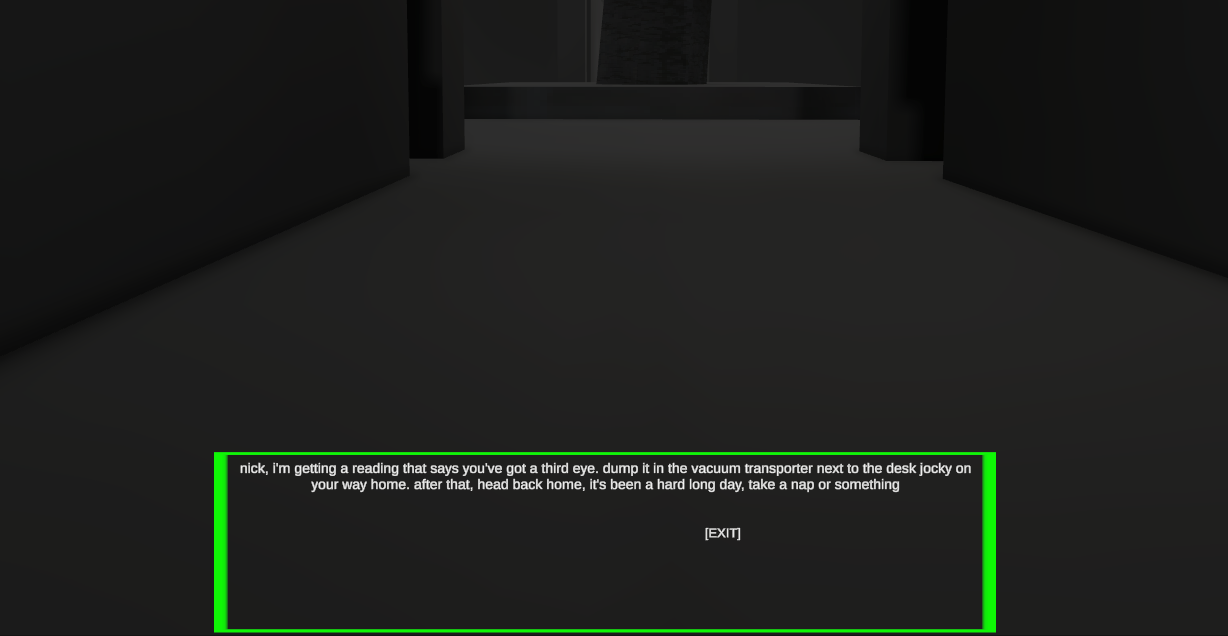 nick, i'm getting a reading that says you've got a third eye. dump it in the vacuum transporter next to the desk jocky on
your way home. after that, head back home, it's been a hard long day, take a nap or something
[EXIT]